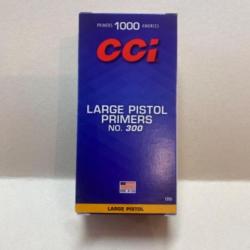 PRIMERS 1000 AMORCES
CCi
LARGE PISTOL
PRIMERS
NO. 300
LARGE PISTOL